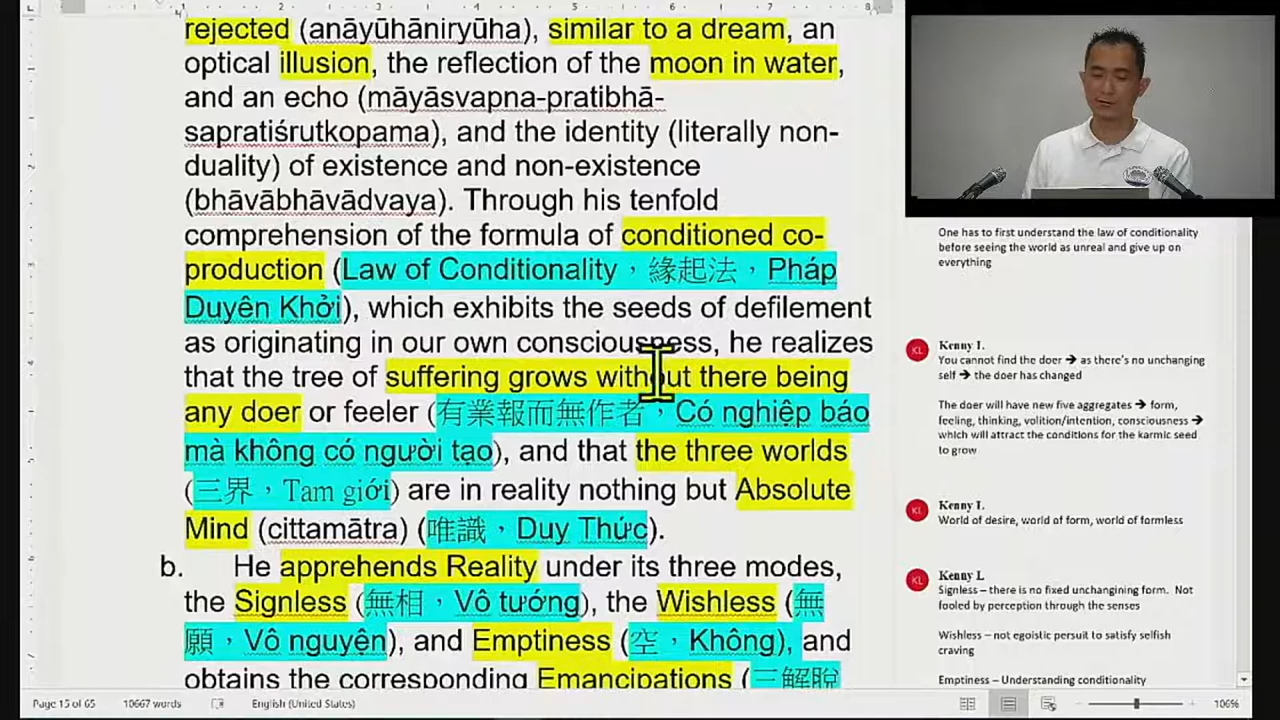 rejected (anāyūhāniryūha), similar to a dream, an
optical illusion, the reflection of the moon in water,
and an echo (māyāsvapna-pratibhā-
sapratiśrutkopama), and the identity (literally non-
duality) of existence and non-existence
(bhāvābhāvādvaya). Through his tenfold
comprehension of the formula of conditioned co-
production (Law of Conditionality，緣起法，Pháp
Duyên Khởi), which exhibits the seeds of defilement
as originating in our own consciousness, he realizes
that the tree of suffering grows without there being
any doer or feeler (有業報而無作者，Có nghiệp báo
mà không có người tạo), and that the three worlds
(三界，Tam giới) are in reality nothing but Absolute
Mind (cittamātra) (唯識，Duy Thức).
b. He apprehends Reality under its three modes,
the Signless (無相，Vô tướng), the Wishless (無
願，Vô nguyện), and Emptiness (空，Không), and
obtains the corresponding Emancipations (三解脫
One has to first understand the law of conditionality
before seeing the world as unreal and give up on
everything
KL Kenny L
You cannot find the doer → as there's no unchanging
self → the doer has changed
The doer will have new five aggregates → form,
feeling, thinking, volition/intention, consciousness →
which will attract the conditions for the karmic seed
to grow
KL Kenny L
World of desire, world of form, world of formless
KL Kenny L
Signless – there is no fixed unchangining form. Not
fooled by perception through the senses
Wishless – not egoistic persuit to satisfy selfish
craving
Emptiness – Understanding conditionality
Page 15 of 65 10667 words English (United States) 106%